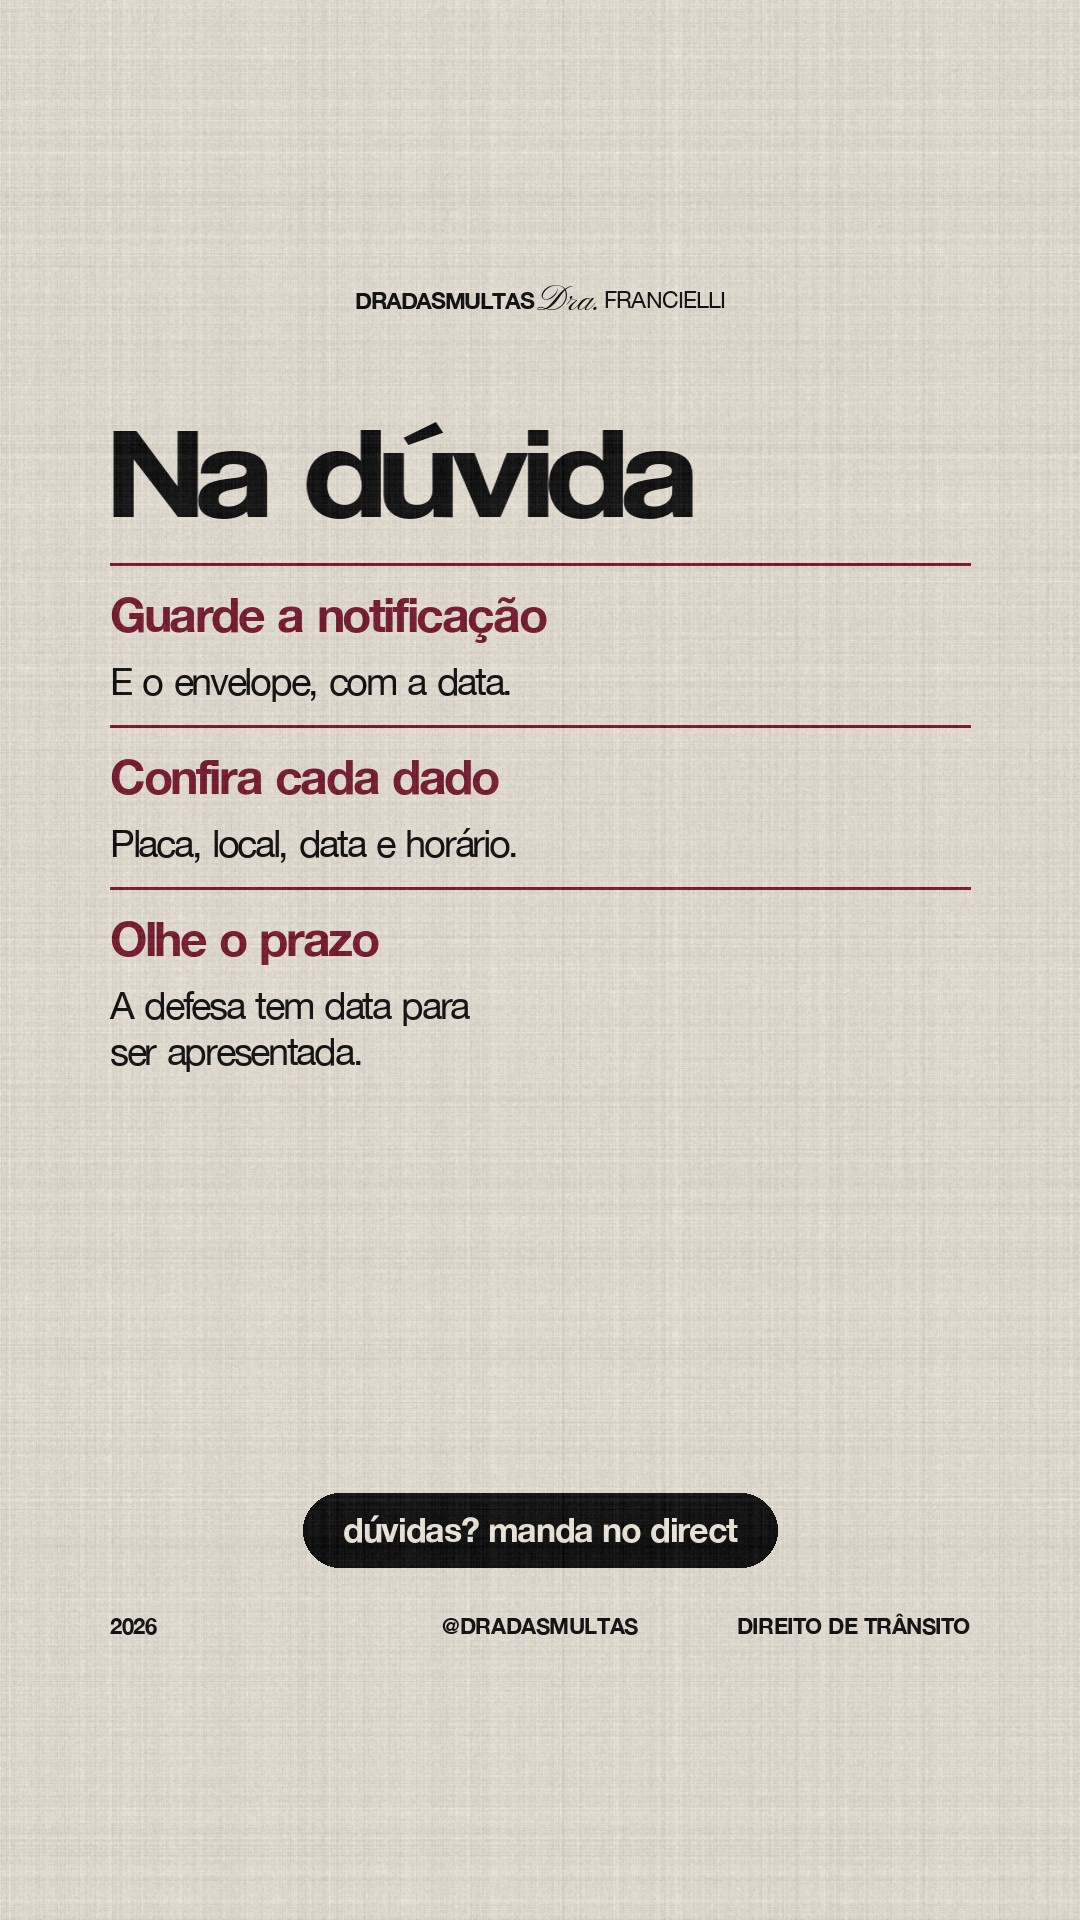 DRADASMULTAS Dra. FRANCIELLI
Na dúvida
Guarde a notificação
E o envelope, com a data.
Confira cada dado
Placa, local, data e horário.
Olhe o prazo
A defesa tem data para
ser apresentada.
dúvidas? manda no direct
2026 @DRADASMULTAS DIREITO DE TRÂNSITO